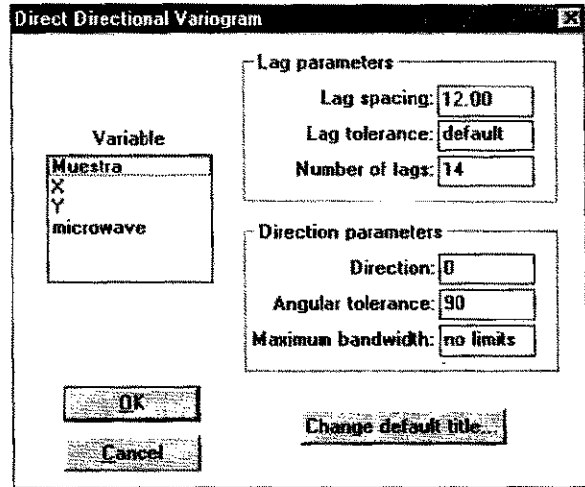 Direct Directional Variogram
Variable
Muestra
X
Y
microwave
Lag parameters
Lag spacing: 12.00
Lag tolerance: default
Number of lags: 14
Direction parameters
Direction: 0
Angular tolerance: 90
Maximum bandwidth: no limits
OK
Cancel
Change default title...